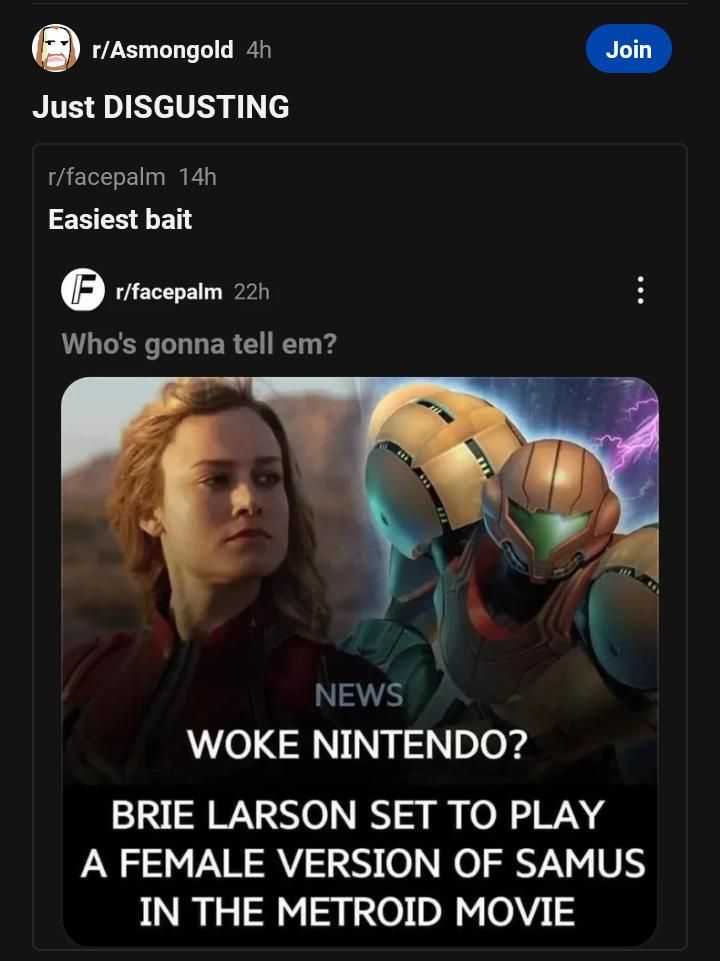 r/Asmongold 4h
Join
Just DISGUSTING
r/facepalm 14h
Easiest bait
r/facepalm 22h
Who's gonna tell em?
NEWS
WOKE NINTENDO?
BRIE LARSON SET TO PLAY
A FEMALE VERSION OF SAMUS
IN THE METROID MOVIE